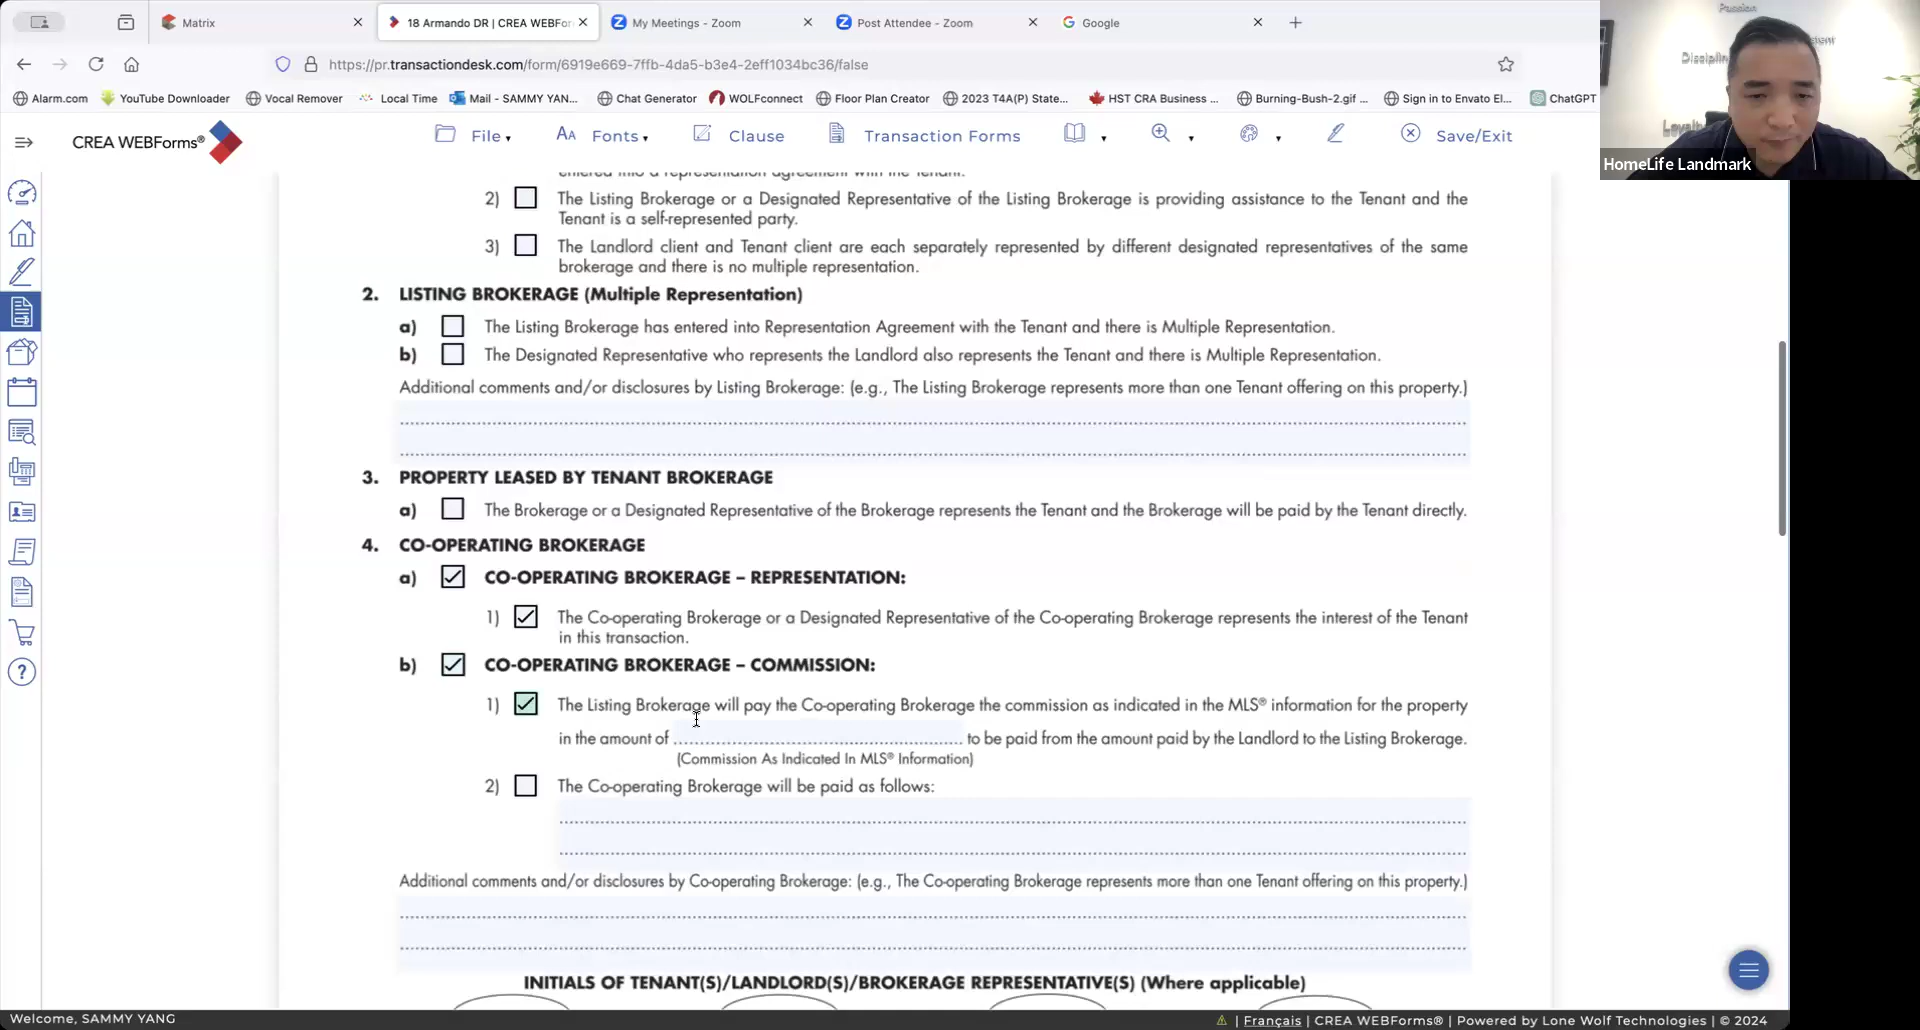 Matrix
18 Armando DR | CREA WEBFor
My Meetings - Zoom
Post Attendee - Zoom
Google
https://pr.transactiondesk.com/form/6919e669-7ffb-4da5-b3e4-2eff1034bc36/false
Alarm.com
YouTube Downloader
Vocal Remover
Local Time
Mail - SAMMY YAN...
Chat Generator
WOLFconnect
Floor Plan Creator
2023 T4A(P) State...
HST CRA Business ...
Burning-Bush-2.gif ...
Sign in to Envato El...
ChatGPT
CREA WEBForms®
File
AA Fonts
Clause
Transaction Forms
Save/Exit
Passion
HomeLife Landmark
entered into a representation agreement with the Tenant.
2) The Listing Brokerage or a Designated Representative of the Listing Brokerage is providing assistance to the Tenant and the
Tenant is a self-represented party.
3) The Landlord client and Tenant client are each separately represented by different designated representatives of the same
brokerage and there is no multiple representation.
2. LISTING BROKERAGE (Multiple Representation)
a) The Listing Brokerage has entered into Representation Agreement with the Tenant and there is Multiple Representation.
b) The Designated Representative who represents the Landlord also represents the Tenant and there is Multiple Representation.
Additional comments and/or disclosures by Listing Brokerage: (e.g., The Listing Brokerage represents more than one Tenant offering on this property.)
3. PROPERTY LEASED BY TENANT BROKERAGE
a) The Brokerage or a Designated Representative of the Brokerage represents the Tenant and the Brokerage will be paid by the Tenant directly.
4. CO-OPERATING BROKERAGE
a) CO-OPERATING BROKERAGE – REPRESENTATION:
1) The Co-operating Brokerage or a Designated Representative of the Co-operating Brokerage represents the interest of the Tenant
in this transaction.
b) CO-OPERATING BROKERAGE – COMMISSION:
1) The Listing Brokerage will pay the Co-operating Brokerage the commission as indicated in the MLS® information for the property
in the amount of to be paid from the amount paid by the Landlord to the Listing Brokerage.
(Commission As Indicated In MLS® Information)
2) The Co-operating Brokerage will be paid as follows:
Additional comments and/or disclosures by Co-operating Brokerage: (e.g., The Co-operating Brokerage represents more than one Tenant offering on this property.)
INITIALS OF TENANT(S)/LANDLORD(S)/BROKERAGE REPRESENTATIVE(S) (Where applicable)
Welcome, SAMMY YANG
| Français | CREA WEBForms® | Powered by Lone Wolf Technologies | © 2024